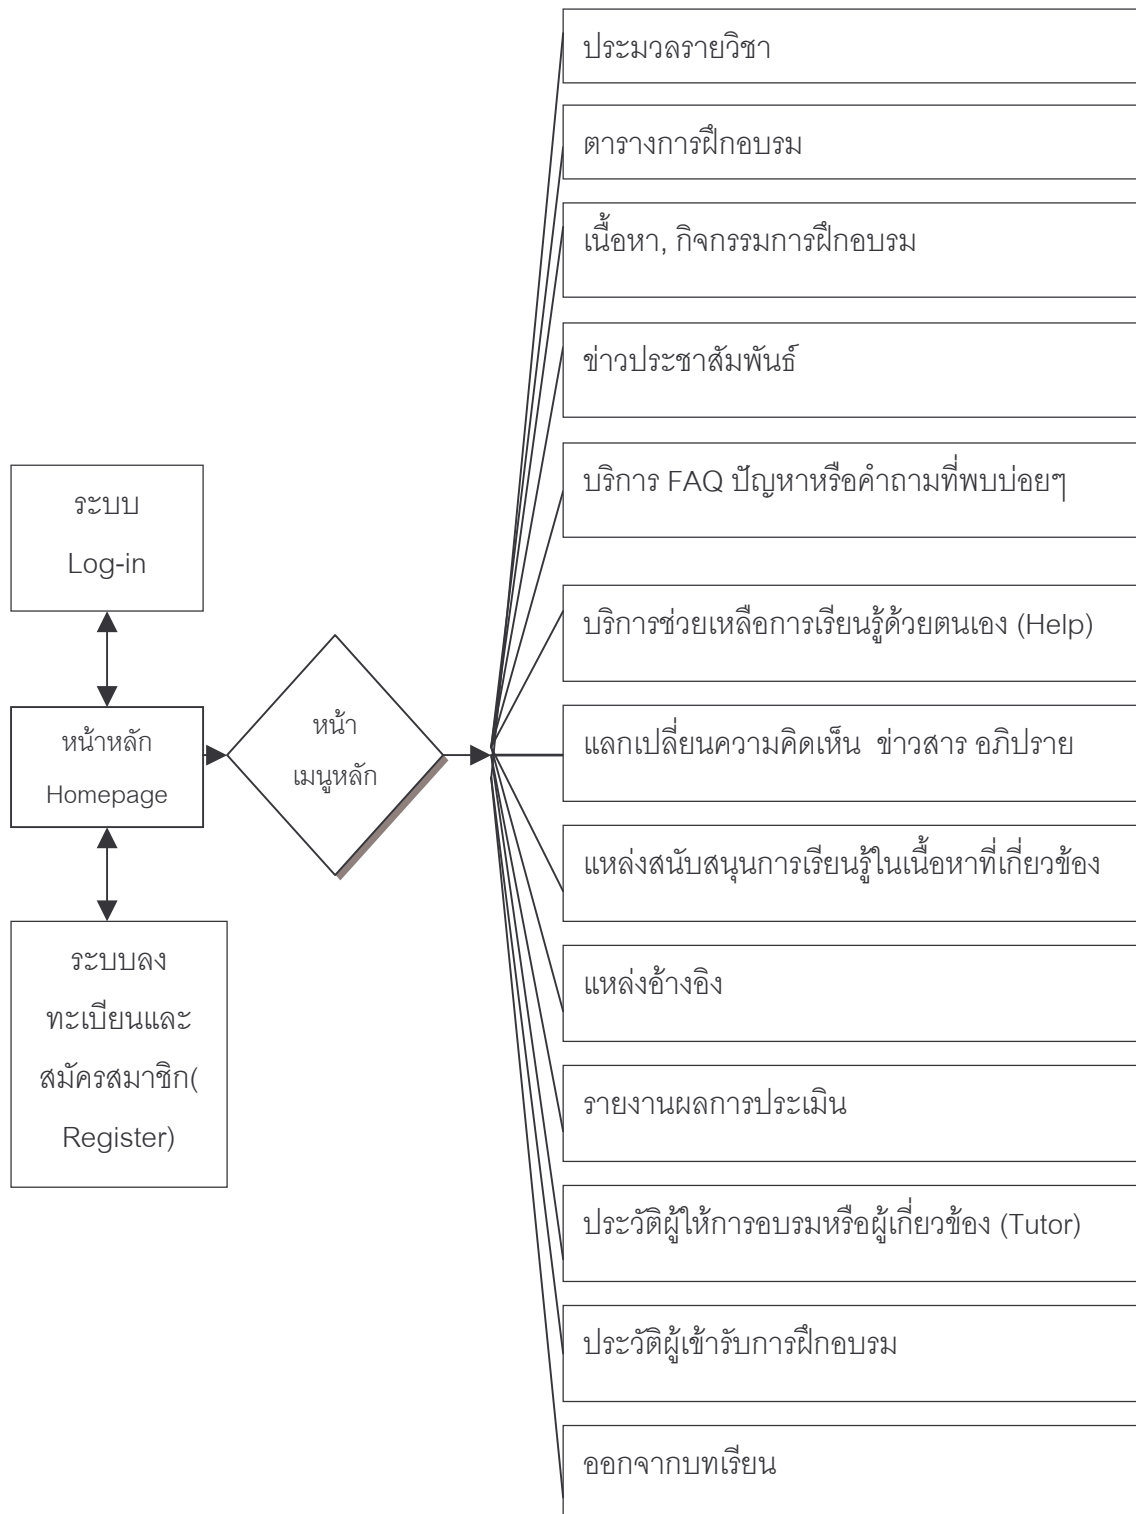 ประมวลรายวิชา
ตารางการฝึกอบรม
เนื้อหา, กิจกรรมการฝึกอบรม
ข่าวประชาสัมพันธ์
บริการ FAQ ปัญหาหรือคำถามที่พบบ่อยๆ
ระบบ
Log-in
บริการช่วยเหลือการเรียนรู้ด้วยตนเอง (Help)
หน้าหลัก
Homepage
หน้า
เมนูหลัก
แลกเปลี่ยนความคิดเห็น ข่าวสาร อภิปราย
แหล่งสนับสนุนการเรียนรู้ในเนื้อหาที่เกี่ยวข้อง
ระบบลง
ทะเบียนและ
สมัครสมาชิก(
Register)
แหล่งอ้างอิง
รายงานผลการประเมิน
ประวัติผู้ให้การอบรมหรือผู้เกี่ยวข้อง (Tutor)
ประวัติผู้เข้ารับการฝึกอบรม
ออกจากบทเรียน